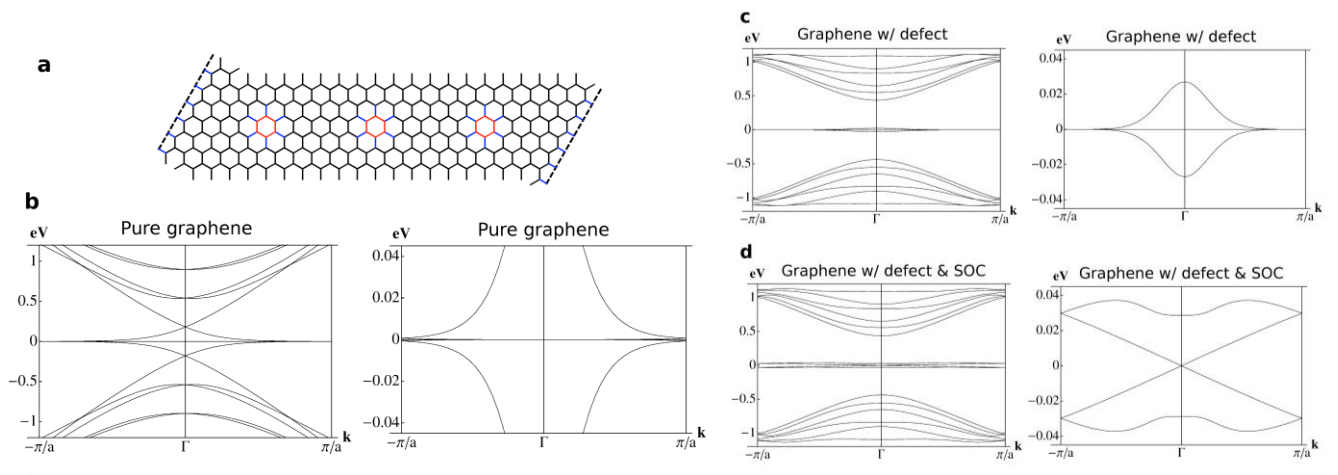 a
b
Pure graphene
eV
1
0.5
0
−0.5
−1
−π/a
Γ
π/a
k
Pure graphene
0.04
0.02
0
−0.02
−0.04
−π/a
Γ
π/a
k
c
Graphene w/ defect
eV
1
0.5
0
−0.5
−1
−π/a
Γ
π/a
k
Graphene w/ defect
eV
0.04
0.02
0
−0.02
−0.04
−π/a
Γ
π/a
k
d
Graphene w/ defect & SOC
eV
1
0.5
0
−0.5
−1
−π/a
Γ
π/a
k
Graphene w/ defect & SOC
eV
0.04
0.02
0
−0.02
−0.04
−π/a
Γ
π/a
k